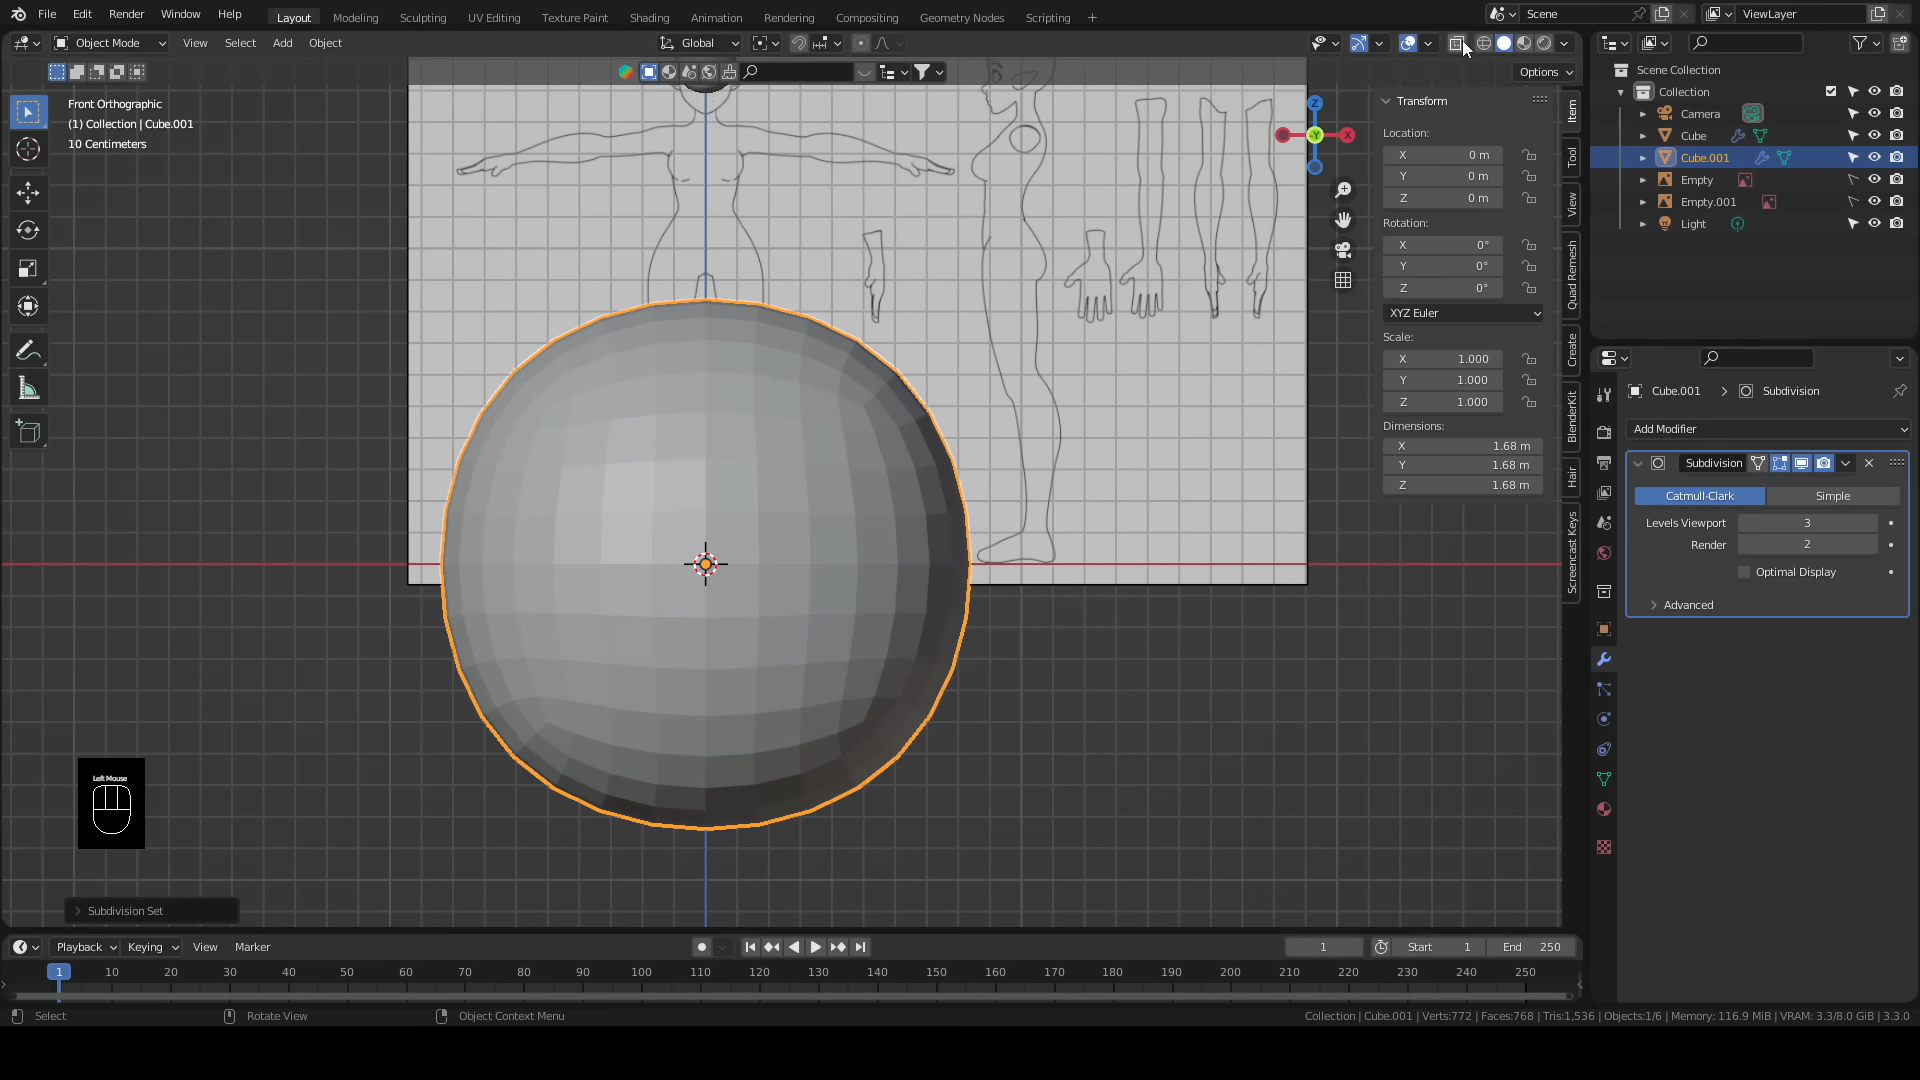 File Edit Render Window Help
Layout Modeling Sculpting UV Editing Texture Paint Shading Animation Rendering Compositing Geometry Nodes Scripting +
Scene
ViewLayer
Object Mode View Select Add Object
Global
Options
Front Orthographic
(1) Collection | Cube.001
10 Centimeters
Z
X
Y
Transform
Location:
X 0 m
Y 0 m
Z 0 m
Rotation:
X 0°
Y 0°
Z 0°
XYZ Euler
Scale:
X 1.000
Y 1.000
Z 1.000
Dimensions:
X 1.68 m
Y 1.68 m
Z 1.68 m
Item
Tool
View
Quad Remesh
Create
BlenderKit
Hair
Screencast Keys
Scene Collection
Collection
Camera
Cube
Cube.001
Empty
Empty.001
Light
Cube.001 > Subdivision
Add Modifier
Subdivision
Catmull-Clark Simple
Levels Viewport 3
Render 2
Optimal Display
Advanced
Left Mouse
Subdivision Set
Playback Keying View Marker
1 Start 1 End 250
1 10 20 30 40 50 60 70 80 90 100 110 120 130 140 150 160 170 180 190 200 210 220 230 240 250
Select Rotate View Object Context Menu
Collection | Cube.001 | Verts:772 | Faces:768 | Tris:1,536 | Objects:1/6 | Memory: 116.9 MiB | VRAM: 3.3/8.0 GiB | 3.3.0